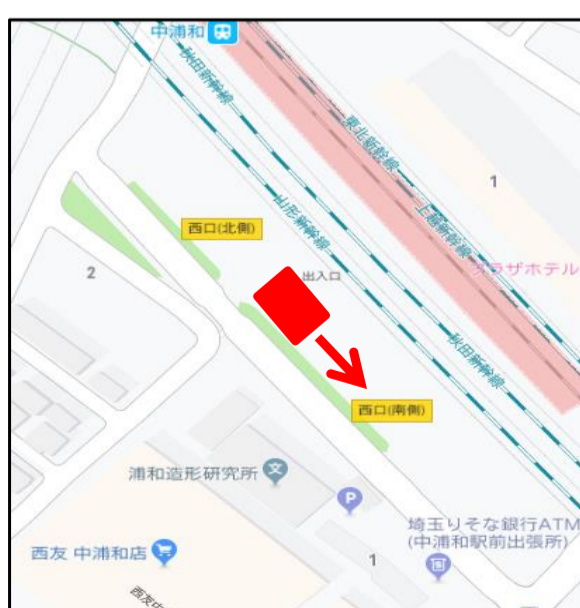 中浦和
秋田新幹線
東北新幹線
1
山形新幹線
上越新幹線
西口(北側)
出入口
プラザホテル
2
秋田新幹線
西口(南側)
浦和造形研究所
文
P
埼玉りそな銀行ATM
(中浦和駅前出張所)
西友 中浦和店
1